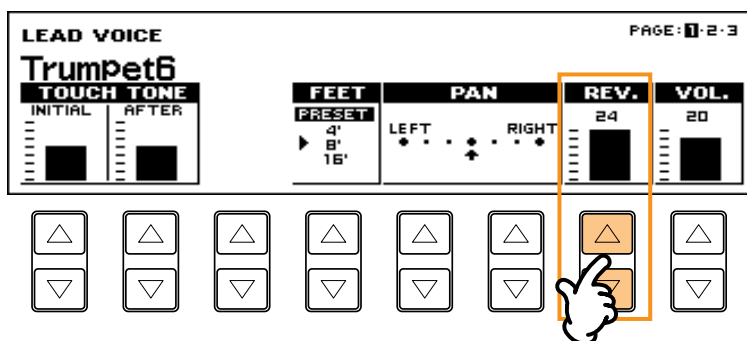 LEAD VOICE
PAGE:1·2·3
Trumpet6
TOUCH TONE
INITIAL AFTER
FEET
PRESET
4'
8'
16'
PAN
LEFT RIGHT
REV.
24
VOL.
20